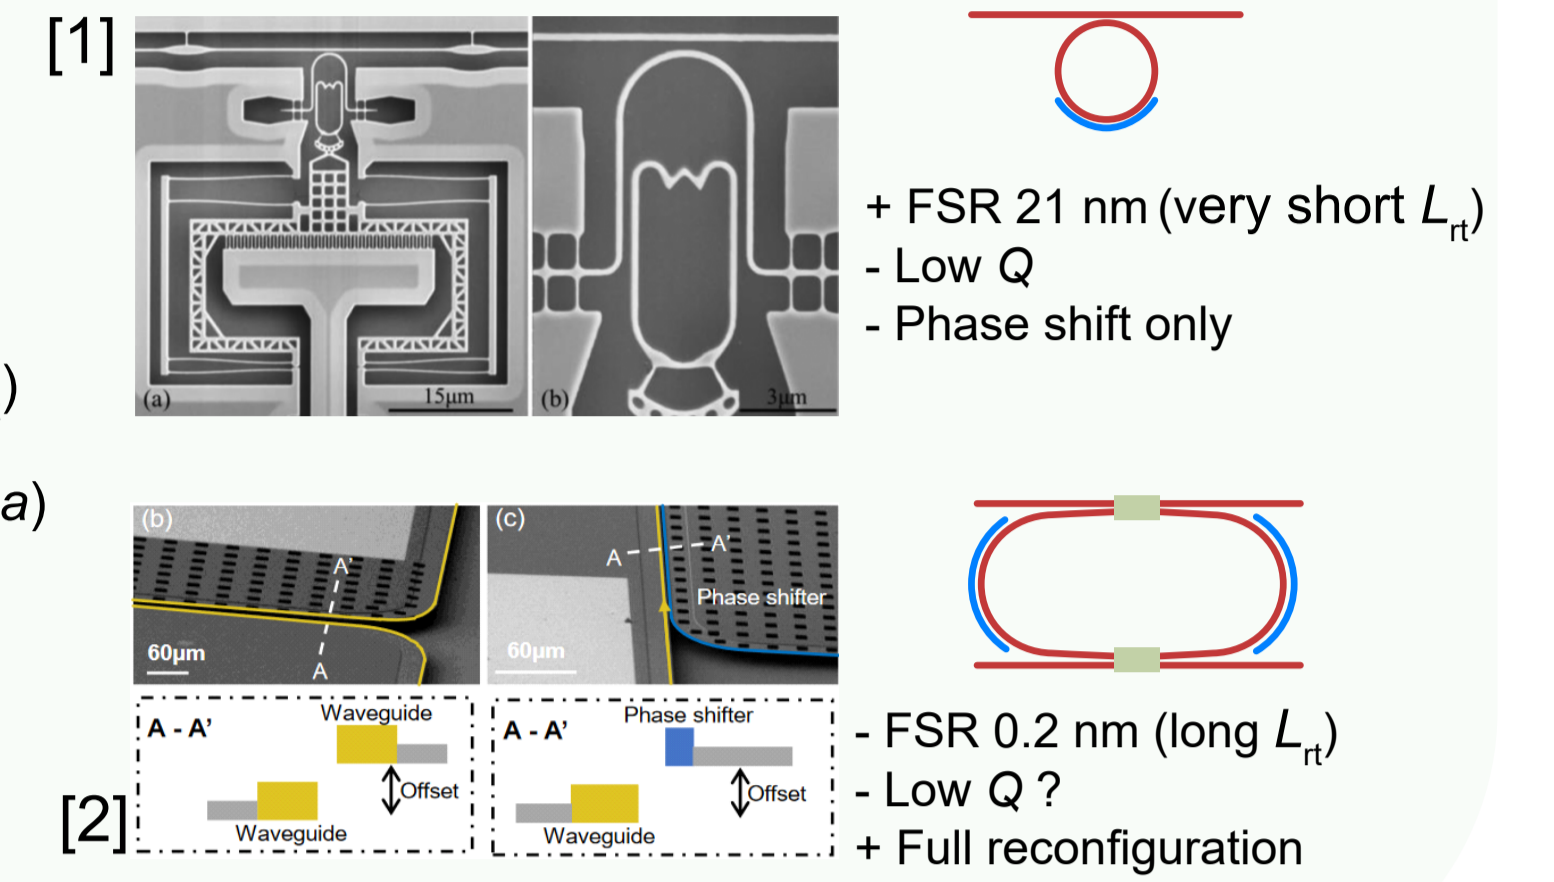 [1]
(a)
15μm
(b)
3μm
+ FSR 21 nm (very short Lrt)
- Low Q
- Phase shift only
)
a)
(b)
A'
60μm
A
(c)
A
A'
Phase shifter
60μm
A - A'
Waveguide
Offset
Waveguide
A - A'
Phase shifter
Offset
Waveguide
[2]
- FSR 0.2 nm (long Lrt)
- Low Q ?
+ Full reconfiguration